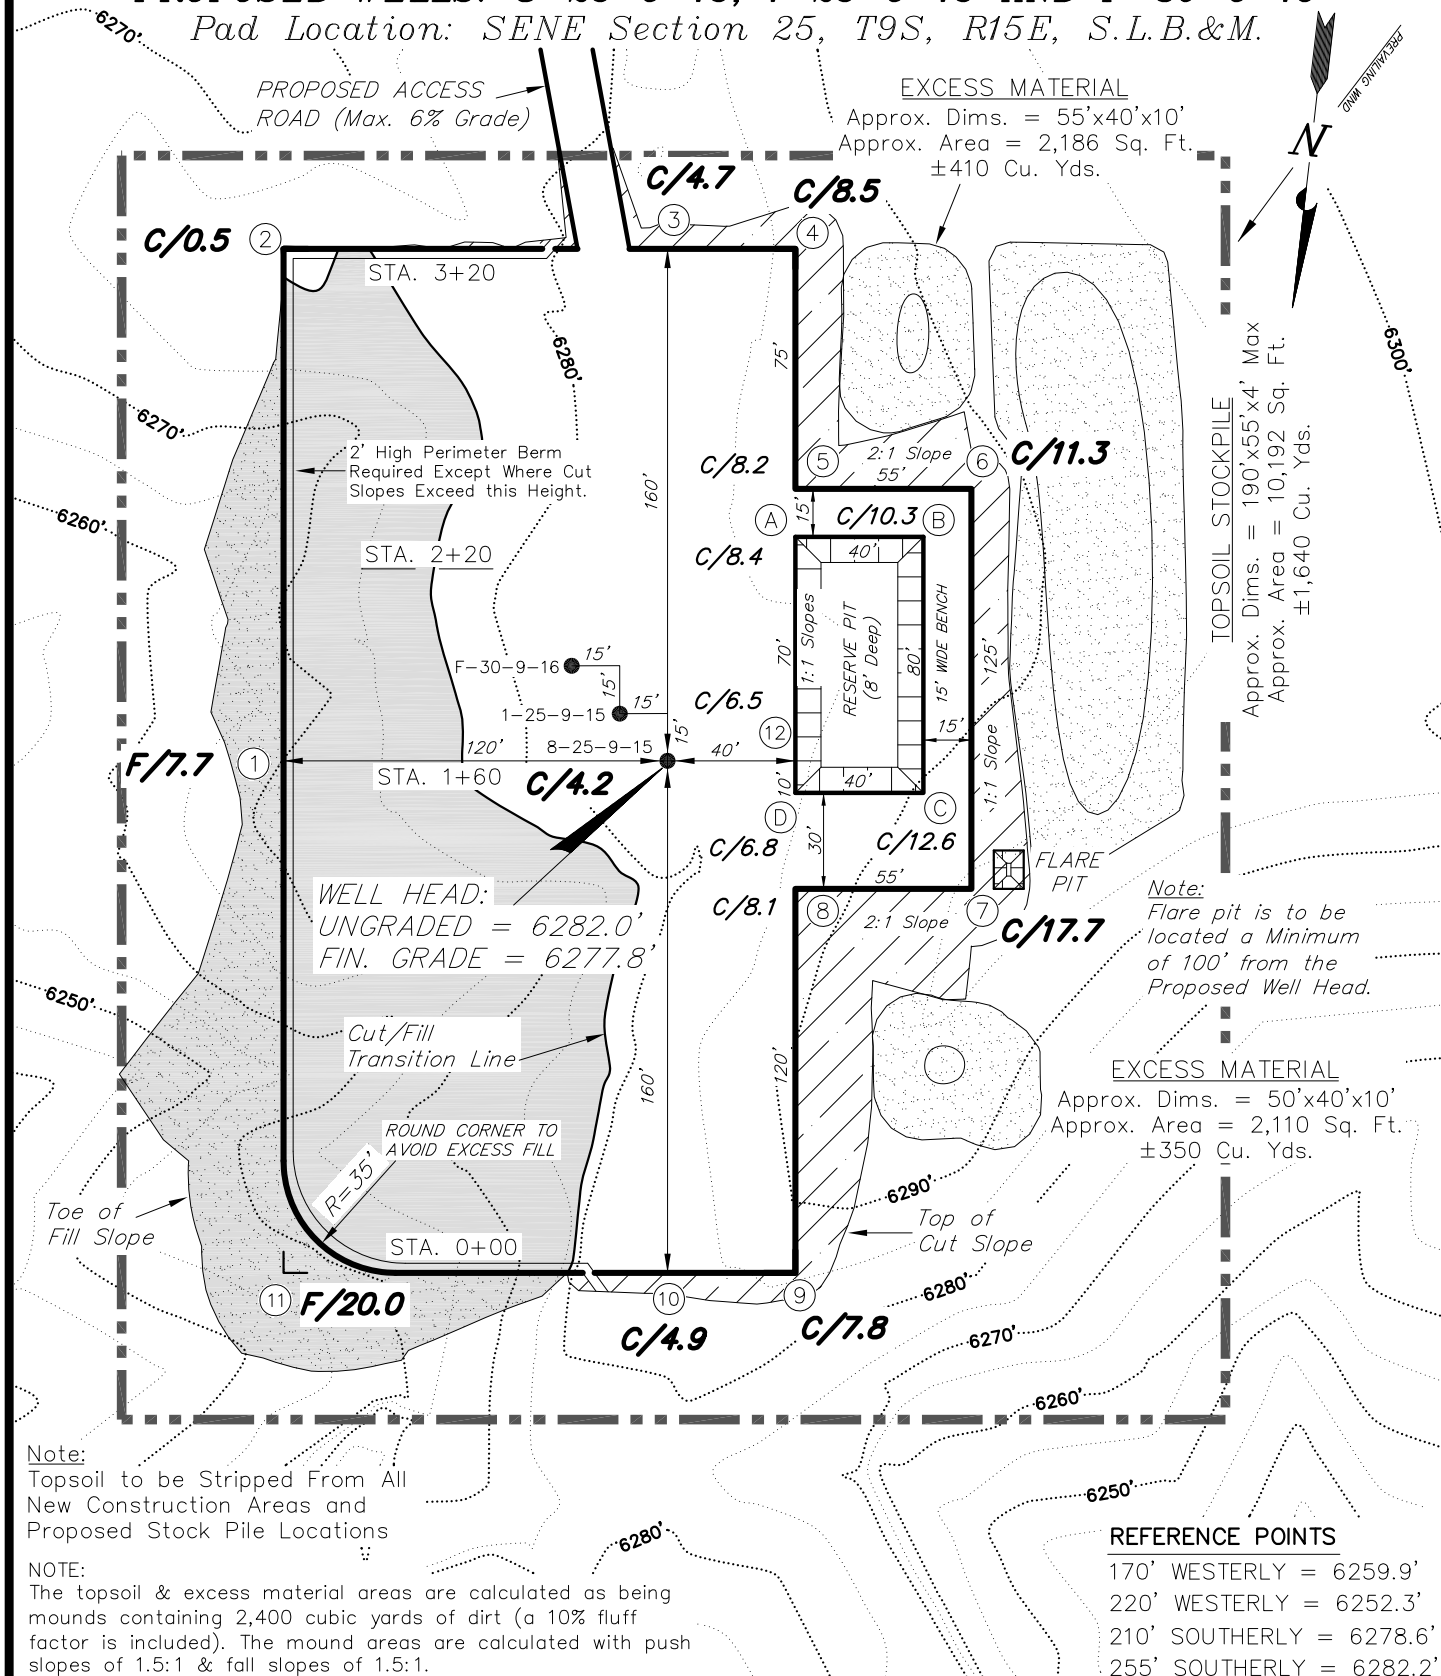 Pad Location: SENE Section 25, T9S, R15E, S.L.B.&M.
PROPOSED ACCESS
ROAD (Max. 6% Grade)
EXCESS MATERIAL
Approx. Dims. = 55'x40'x10'
Approx. Area = 2,186 Sq. Ft.
±410 Cu. Yds.
PREVAILING WIND
N
6270'
C/4.7
C/8.5
C/0.5
2
3
4
STA. 3+20
6280'
75'
6300'
6270'
2' High Perimeter Berm
Required Except Where Cut
Slopes Exceed this Height.
160'
C/8.2
5
2:1 Slope
55'
6
C/11.3
TOPSOIL STOCKPILE
Approx. Dims. = 190'x55'x4' Max
Approx. Area = 10,192 Sq. Ft.
±1,640 Cu. Yds.
6260'
A
15'
C/10.3
B
STA. 2+20
C/8.4
40'
1:1 Slopes
RESERVE PIT
(8' Deep)
80'
15' WIDE BENCH
125'
70'
F-30-9-16
15'
15'
1-25-9-15
15'
15'
C/6.5
12
8-25-9-15
120'
40'
15'
F/7.7
1
STA. 1+60
C/4.2
10'
40'
1:1 Slope
D
C
C/6.8
30'
C/12.6
FLARE
PIT
55'
WELL HEAD:
UNGRADED = 6282.0'
FIN. GRADE = 6277.8'
C/8.1
8
2:1 Slope
7
C/17.7
Note:
Flare pit is to be
located a Minimum
of 100' from the
Proposed Well Head.
6250'
Cut/Fill
Transition Line
160'
120'
EXCESS MATERIAL
Approx. Dims. = 50'x40'x10'
Approx. Area = 2,110 Sq. Ft.
±350 Cu. Yds.
ROUND CORNER TO
AVOID EXCESS FILL
R=35'
6290'
Toe of
Fill Slope
Top of
Cut Slope
STA. 0+00
6280'
11
F/20.0
10
9
C/4.9
C/7.8
6270'
6260'
Note:
Topsoil to be Stripped From All
New Construction Areas and
Proposed Stock Pile Locations
6250'
6280'
REFERENCE POINTS
170' WESTERLY = 6259.9'
220' WESTERLY = 6252.3'
210' SOUTHERLY = 6278.6'
255' SOUTHERLY = 6282.2'
NOTE:
The topsoil & excess material areas are calculated as being
mounds containing 2,400 cubic yards of dirt (a 10% fluff
factor is included). The mound areas are calculated with push
slopes of 1.5:1 & fall slopes of 1.5:1.